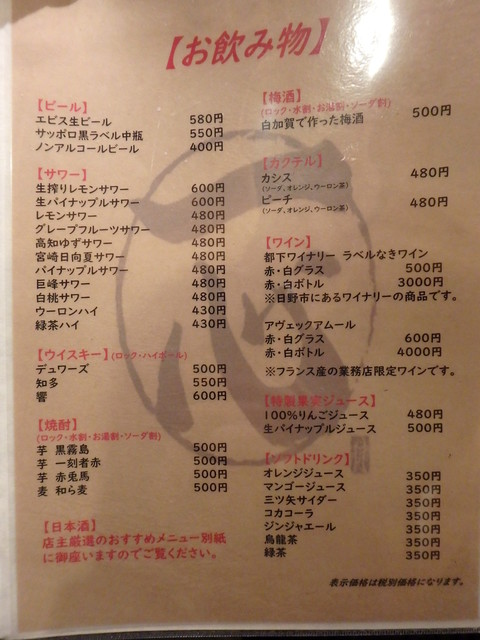 【お飲み物】
【ビール】
エビス生ビール 580円
サッポロ黒ラベル中瓶 550円
ノンアルコールビール 400円
【サワー】
生搾りレモンサワー 600円
生パイナップルサワー 600円
レモンサワー 480円
グレープフルーツサワー 480円
高知ゆずサワー 480円
宮崎日向夏サワー 480円
パイナップルサワー 480円
巨峰サワー 480円
白桃サワー 480円
ウーロンハイ 430円
緑茶ハイ 430円
【ウイスキー】(ロック・ハイボール)
デュワーズ 500円
知多 550円
響 600円
【焼酎】
(ロック・水割・お湯割・ソーダ割)
芋 黒霧島 500円
芋 一刻者赤 500円
芋 赤兎馬 500円
麦 和ら麦 500円
【日本酒】
店主厳選のおすすめメニュー別紙
に御座いますのでご覧ください。
【梅酒】
(ロック・水割・お湯割・ソーダ割)
白加賀で作った梅酒 500円
【カクテル】
カシス 480円
(ソーダ、オレンジ、ウーロン茶)
ピーチ 480円
(ソーダ、オレンジ、ウーロン茶)
【ワイン】
都下ワイナリー ラベルなきワイン
赤・白グラス 500円
赤・白ボトル 3000円
※日野市にあるワイナリーの商品です。
アヴェックアムール
赤・白グラス 600円
赤・白ボトル 4000円
※フランス産の業務店限定ワインです。
【特製果実ジュース】
100%りんごジュース 480円
生パイナップルジュース 500円
【ソフトドリンク】
オレンジジュース 350円
マンゴージュース 350円
三ツ矢サイダー 350円
コカコーラ 350円
ジンジャエール 350円
烏龍茶 350円
緑茶 350円
表示価格は税別価格になります。